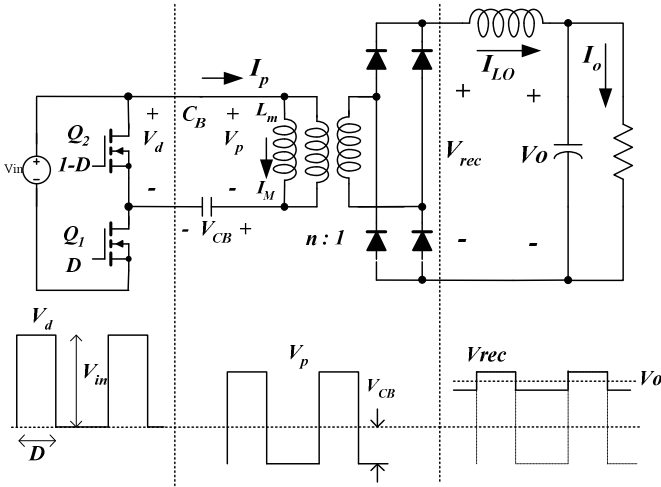 I_p
I_LO
I_o
+ C_B + L_m
Q_2
V_d
V_p
+ +
Vin
1-D
V_rec
Vo
- -
I_M
Q_1
- V_CB +
n : 1
- -
D
V_d
V_in
D
V_p
V_CB
Vrec
Vo